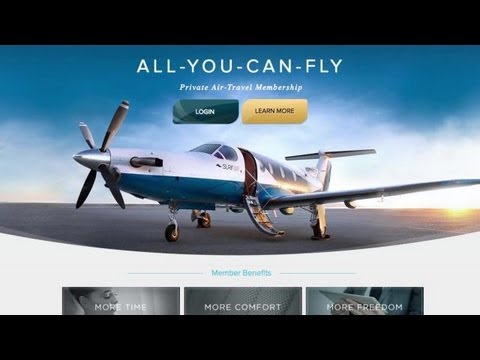 ALL-YOU-CAN-FLY
Private Air-Travel Membership
LOGIN
LEARN MORE
SURF
Member Benefits
MORE TIME
MORE COMFORT
MORE FREEDOM